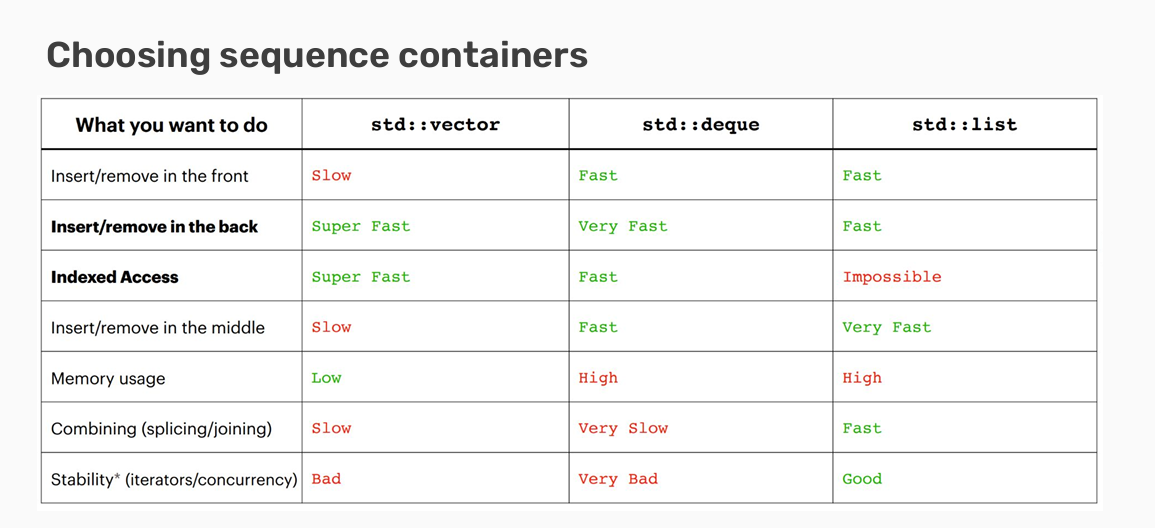 Choosing sequence containers
What you want to do std::vector std::deque std::list
Insert/remove in the front Slow Fast Fast
Insert/remove in the back Super Fast Very Fast Fast
Indexed Access Super Fast Fast Impossible
Insert/remove in the middle Slow Fast Very Fast
Memory usage Low High High
Combining (splicing/joining) Slow Very Slow Fast
Stability* (iterators/concurrency) Bad Very Bad Good